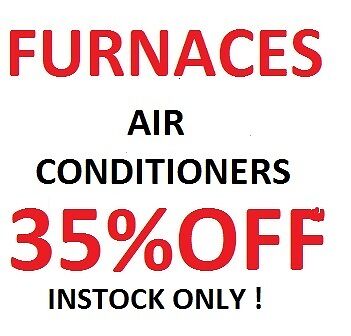 FURNACES
AIR
CONDITIONERS
35%OFF
INSTOCK ONLY !